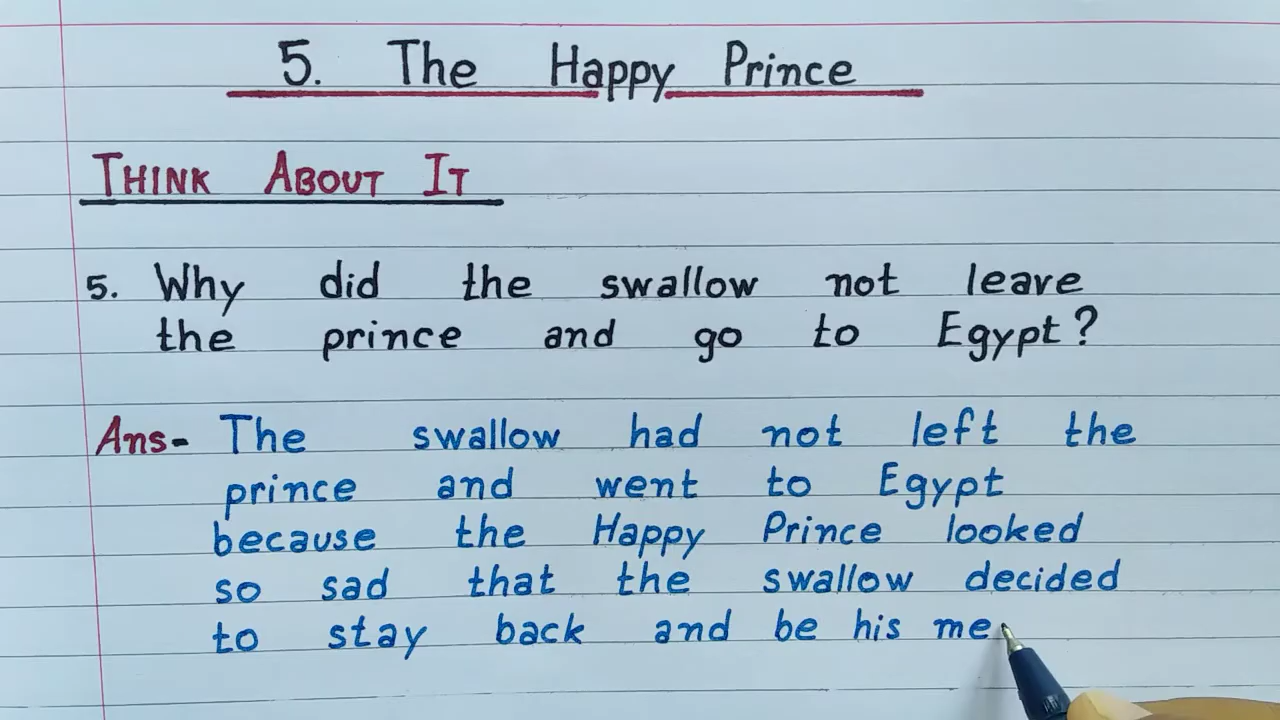 5. The Happy Prince
THINK ABOUT IT
5. Why did the swallow not leave
the prince and go to Egypt?
Ans- The swallow had not left the
prince and went to Egypt
because the Happy Prince looked
so sad that the swallow decided
to stay back and be his me